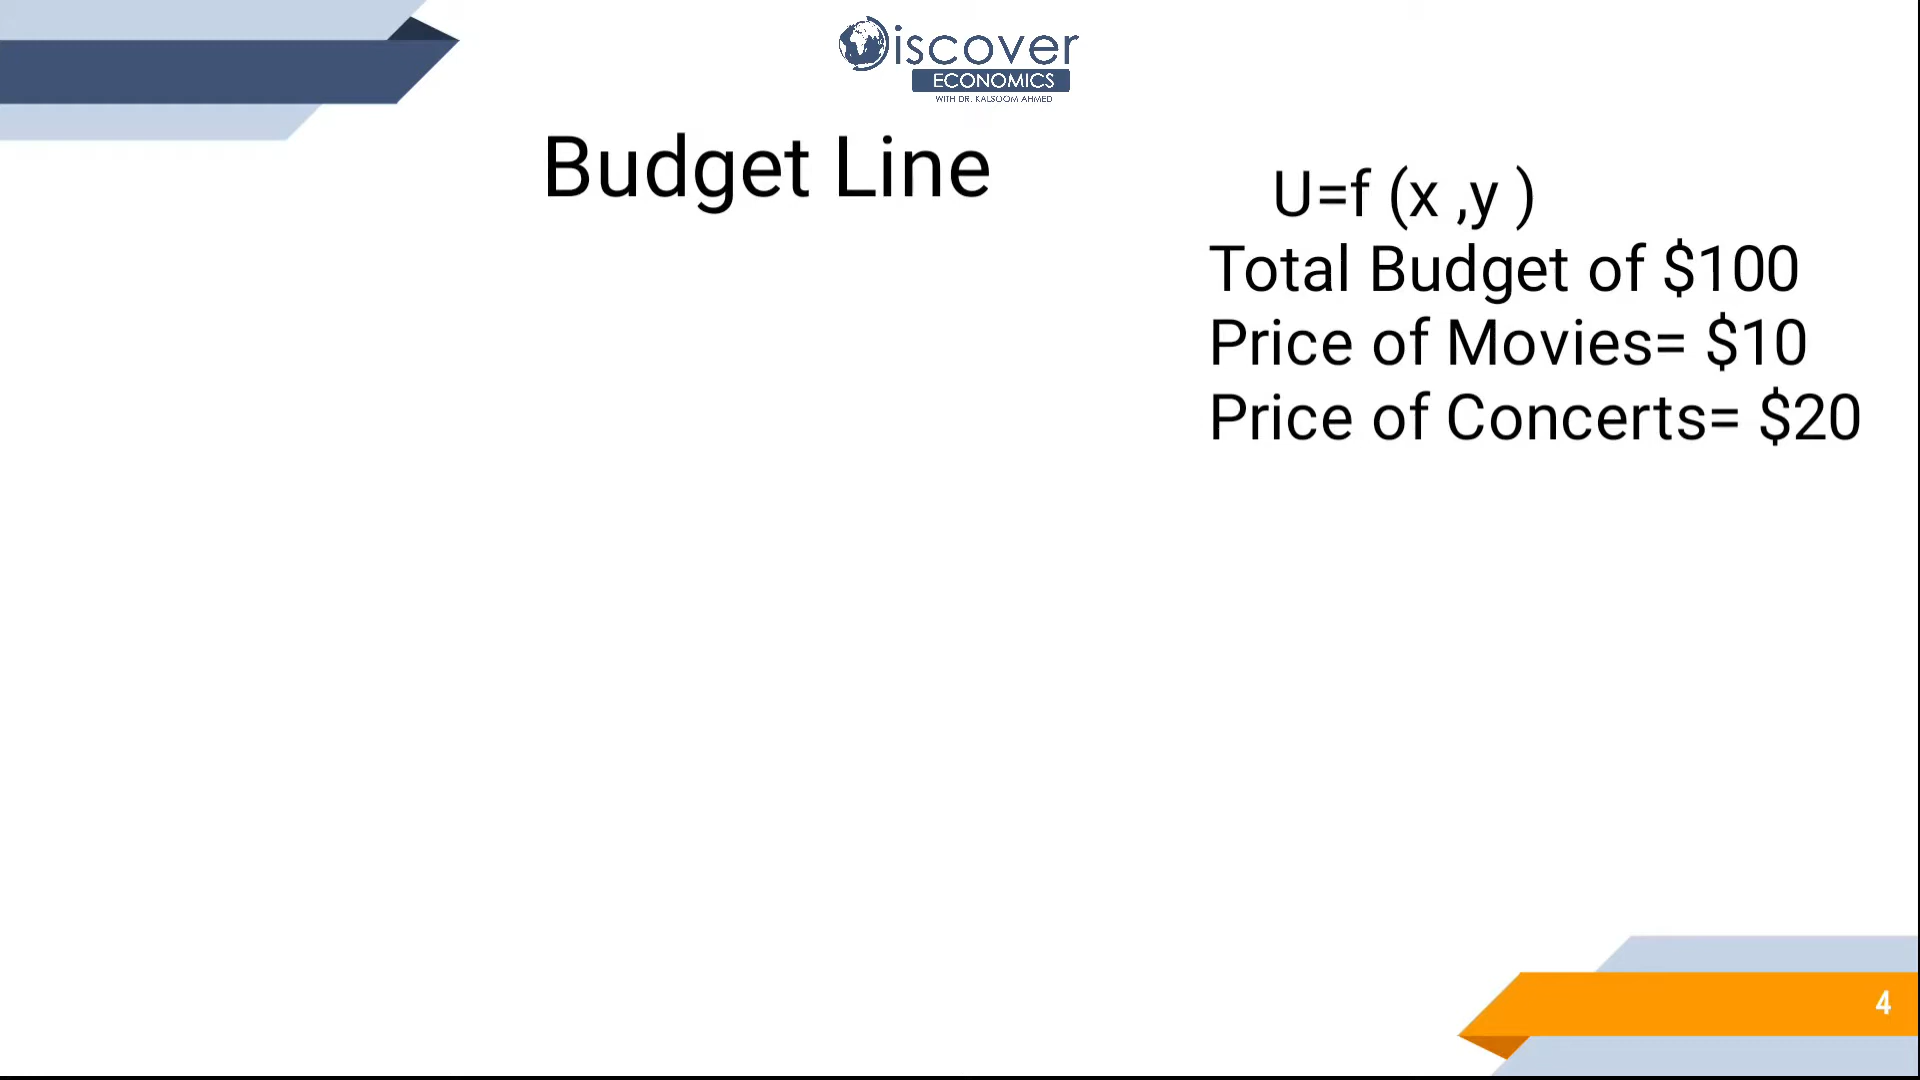 Discover
ECONOMICS
WITH DR. KALSOOM AHMED
Budget Line
U=f (x ,y )
Total Budget of $100
Price of Movies= $10
Price of Concerts= $20
4